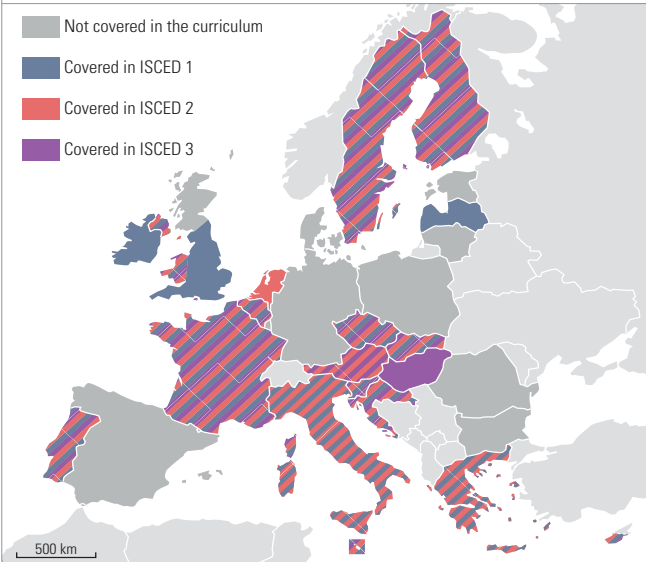 Not covered in the curriculum
Covered in ISCED 1
Covered in ISCED 2
Covered in ISCED 3
500 km